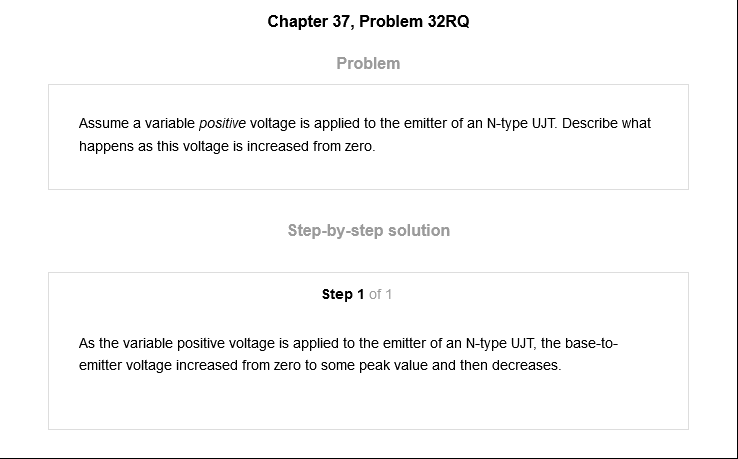 Chapter 37, Problem 32RQ
Problem
Assume a variable positive voltage is applied to the emitter of an N-type UJT. Describe what
happens as this voltage is increased from zero.
Step-by-step solution
Step 1 of 1
As the variable positive voltage is applied to the emitter of an N-type UJT, the base-to-
emitter voltage increased from zero to some peak value and then decreases.